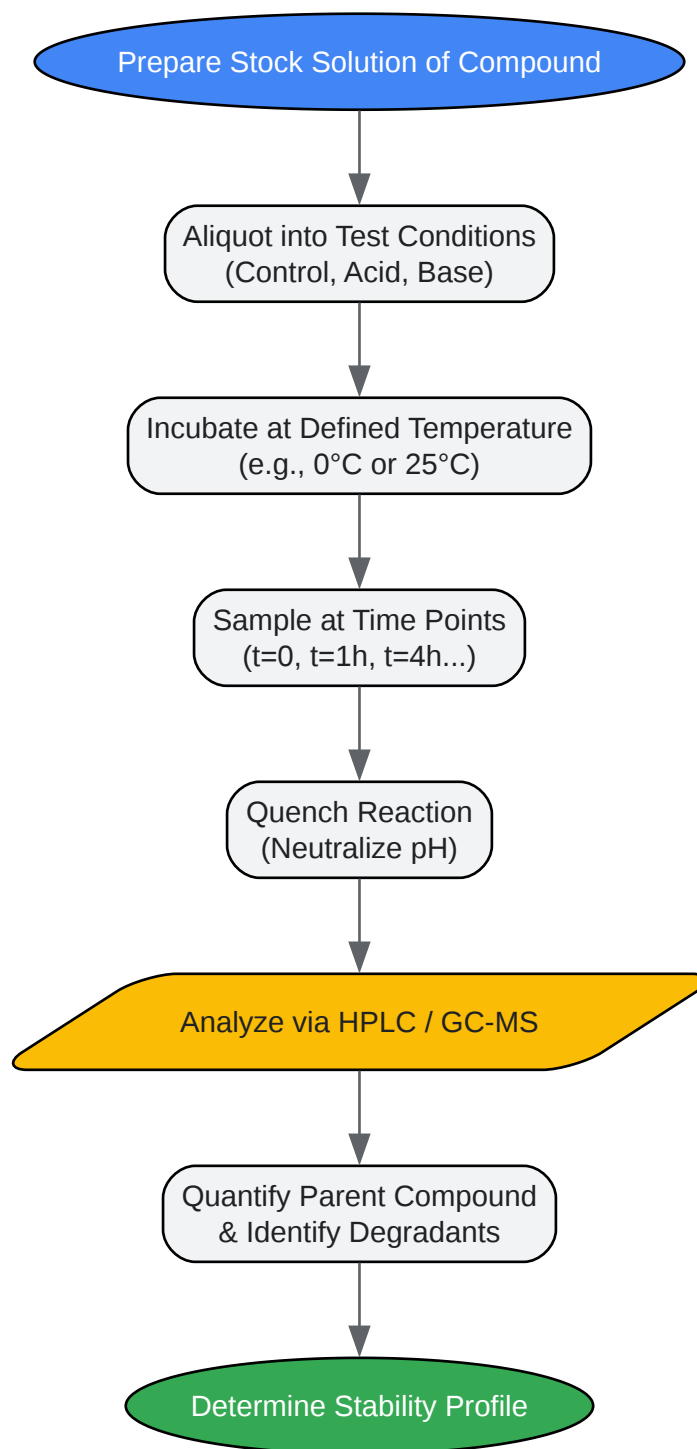 Prepare Stock Solution of Compound
Aliquot into Test Conditions
(Control, Acid, Base)
Incubate at Defined Temperature
(e.g., 0°C or 25°C)
Sample at Time Points
(t=0, t=1h, t=4h...)
Quench Reaction
(Neutralize pH)
Analyze via HPLC / GC-MS
Quantify Parent Compound
& Identify Degradants
Determine Stability Profile